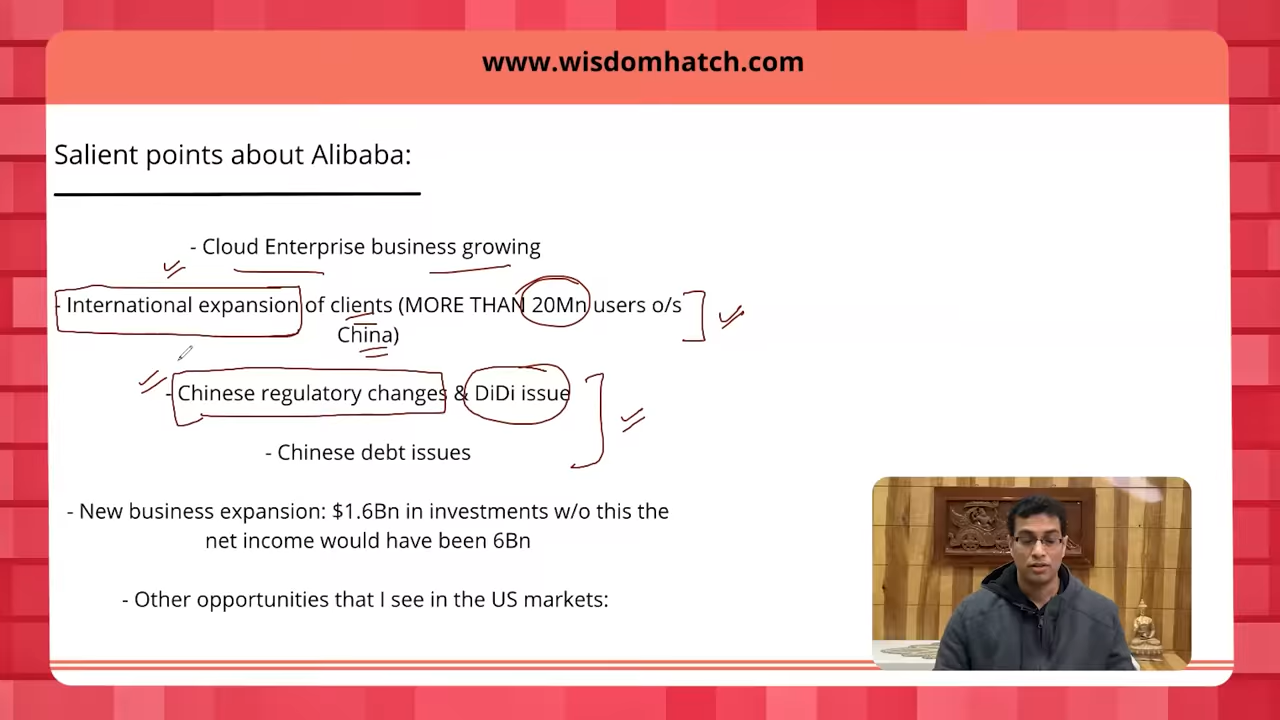 www.wisdomhatch.com
Salient points about Alibaba:
- Cloud Enterprise business growing
- International expansion of clients (MORE THAN 20Mn users o/s
China)
- Chinese regulatory changes & DiDi issue
- Chinese debt issues
- New business expansion: $1.6Bn in investments w/o this the
net income would have been 6Bn
- Other opportunities that I see in the US markets: